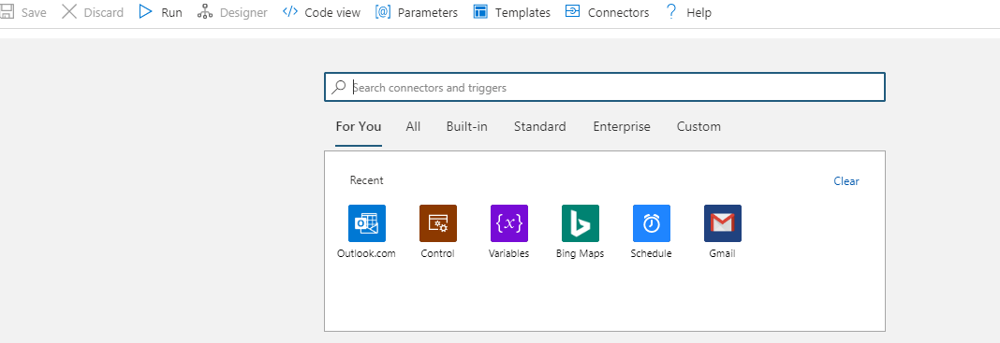 Save Discard Run Designer Code view Parameters Templates Connectors Help
Search connectors and triggers
For You All Built-in Standard Enterprise Custom
Recent Clear
Outlook.com Control Variables Bing Maps Schedule Gmail